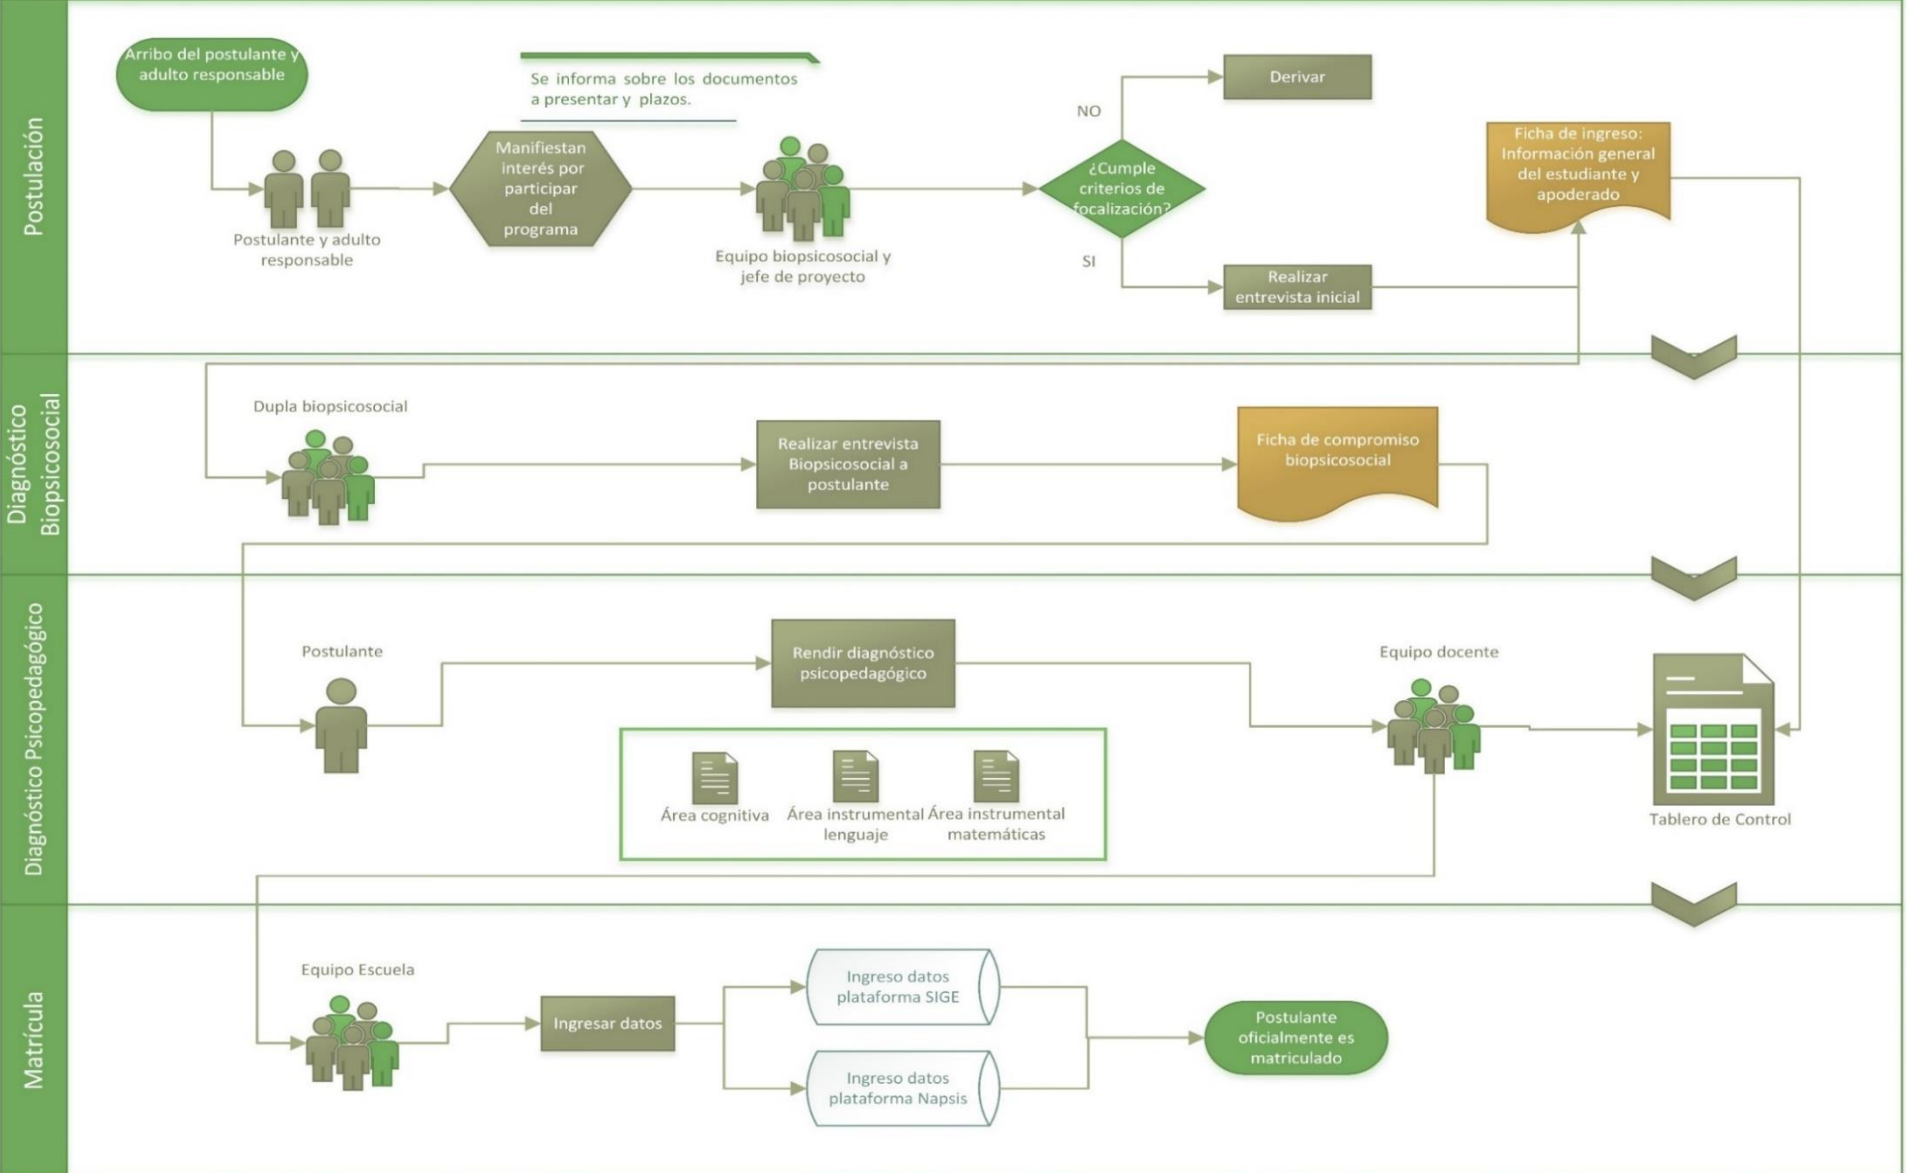 Postulación
Arribo del postulante y
adulto responsable
Se informa sobre los documentos
a presentar y plazos.
Postulante y adulto
responsable
Manifiestan
interés por
participar
del
programa
Equipo biopsicosocial y
jefe de proyecto
¿Cumple
criterios de
focalización?
NO
Derivar
SI
Realizar
entrevista inicial
Ficha de ingreso:
Información general
del estudiante y
apoderado
Diagnóstico
Biopsicosocial
Dupla biopsicosocial
Realizar entrevista
Biopsicosocial a
postulante
Ficha de compromiso
biopsicosocial
Diagnóstico Psicopedagógico
Postulante
Rendir diagnóstico
psicopedagógico
Área cognitiva
Área instrumental
lenguaje
Área instrumental
matemáticas
Equipo docente
Tablero de Control
Matrícula
Equipo Escuela
Ingresar datos
Ingreso datos
plataforma SIGE
Ingreso datos
plataforma Napsis
Postulante
oficialmente es
matriculado